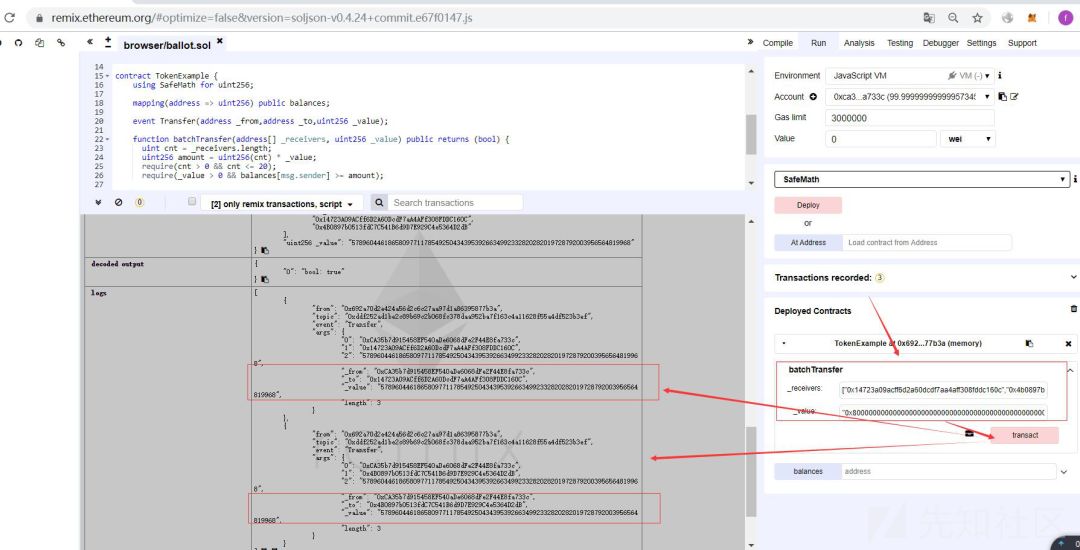 remix.ethereum.org/#optimize=false&version=soljson-v0.4.24+commit.e67f0147.js
browser/ballot.sol
Compile Run Analysis Testing Debugger Settings Support
14
15 contract TokenExample {
16 using SafeMath for uint256;
17
18 mapping(address => uint256) public balances;
19
20 event Transfer(address _from,address _to,uint256 _value);
21
22 function batchTransfer(address[] _receivers, uint256 _value) public returns (bool) {
23 uint cnt = _receivers.length;
24 uint256 amount = uint256(cnt) * _value;
25 require(cnt > 0 && cnt <= 20);
26 require(_value > 0 && balances[msg.sender] >= amount);
27
0
[2] only remix transactions, script
Search transactions
"0x14723A09ACff6D2A60DcdF7aA4AFf308FDDC160C",
"0x4B0897b0513fdC7C541B6d9D7E929C4e5364D2dB"
],
"uint256 _value": "57896044618658097711785492504343953926634992332820282019728792003956564819968"
}
decoded output
{
"0": "bool: true"
}
logs
[
{
"from": "0x692a70d2e424a56d2c6c27aa97d1a86395877b3a",
"topic": "0xddf252ad1be2c89b69c2b068fc378daa952ba7f163c4a11628f55a4df523b3ef",
"event": "Transfer",
"args": {
"0": "0xCA35b7d915458EF540aDe6068dFe2F44E8fa733c",
"1": "0x14723A09ACff6D2A60DcdF7aA4AFf308FDDC160C",
"2": "5789604461865809771178549250434395392663499233282028201972879200395656481996
8",
"_from": "0xCA35b7d915458EF540aDe6068dFe2F44E8fa733c",
"_to": "0x14723A09ACff6D2A60DcdF7aA4AFf308FDDC160C",
"_value": "57896044618658097711785492504343953926634992332820282019728792003956564
819968",
"length": 3
}
},
{
"from": "0x692a70d2e424a56d2c6c27aa97d1a86395877b3a",
"topic": "0xddf252ad1be2c89b69c2b068fc378daa952ba7f163c4a11628f55a4df523b3ef",
"event": "Transfer",
"args": {
"0": "0xCA35b7d915458EF540aDe6068dFe2F44E8fa733c",
"1": "0x4B0897b0513fdC7C541B6d9D7E929C4e5364D2dB",
"2": "5789604461865809771178549250434395392663499233282028201972879200395656481996
8",
"_from": "0xCA35b7d915458EF540aDe6068dFe2F44E8fa733c",
"_to": "0x4B0897b0513fdC7C541B6d9D7E929C4e5364D2dB",
"_value": "57896044618658097711785492504343953926634992332820282019728792003956564
819968",
"length": 3
}
Environment JavaScript VM VM (-) i
Account 0xca3...a733c (99.9999999999957345
Gas limit 3000000
Value 0 wei
SafeMath i
Deploy
or
At Address Load contract from Address
Transactions recorded: 3
Deployed Contracts
TokenExample at 0x692...77b3a (memory)
batchTransfer
_receivers: ["0x14723a09acff6d2a60dcdf7aa4aff308fddc160c","0x4b0897b
_value:
transact
balances address
先知社区